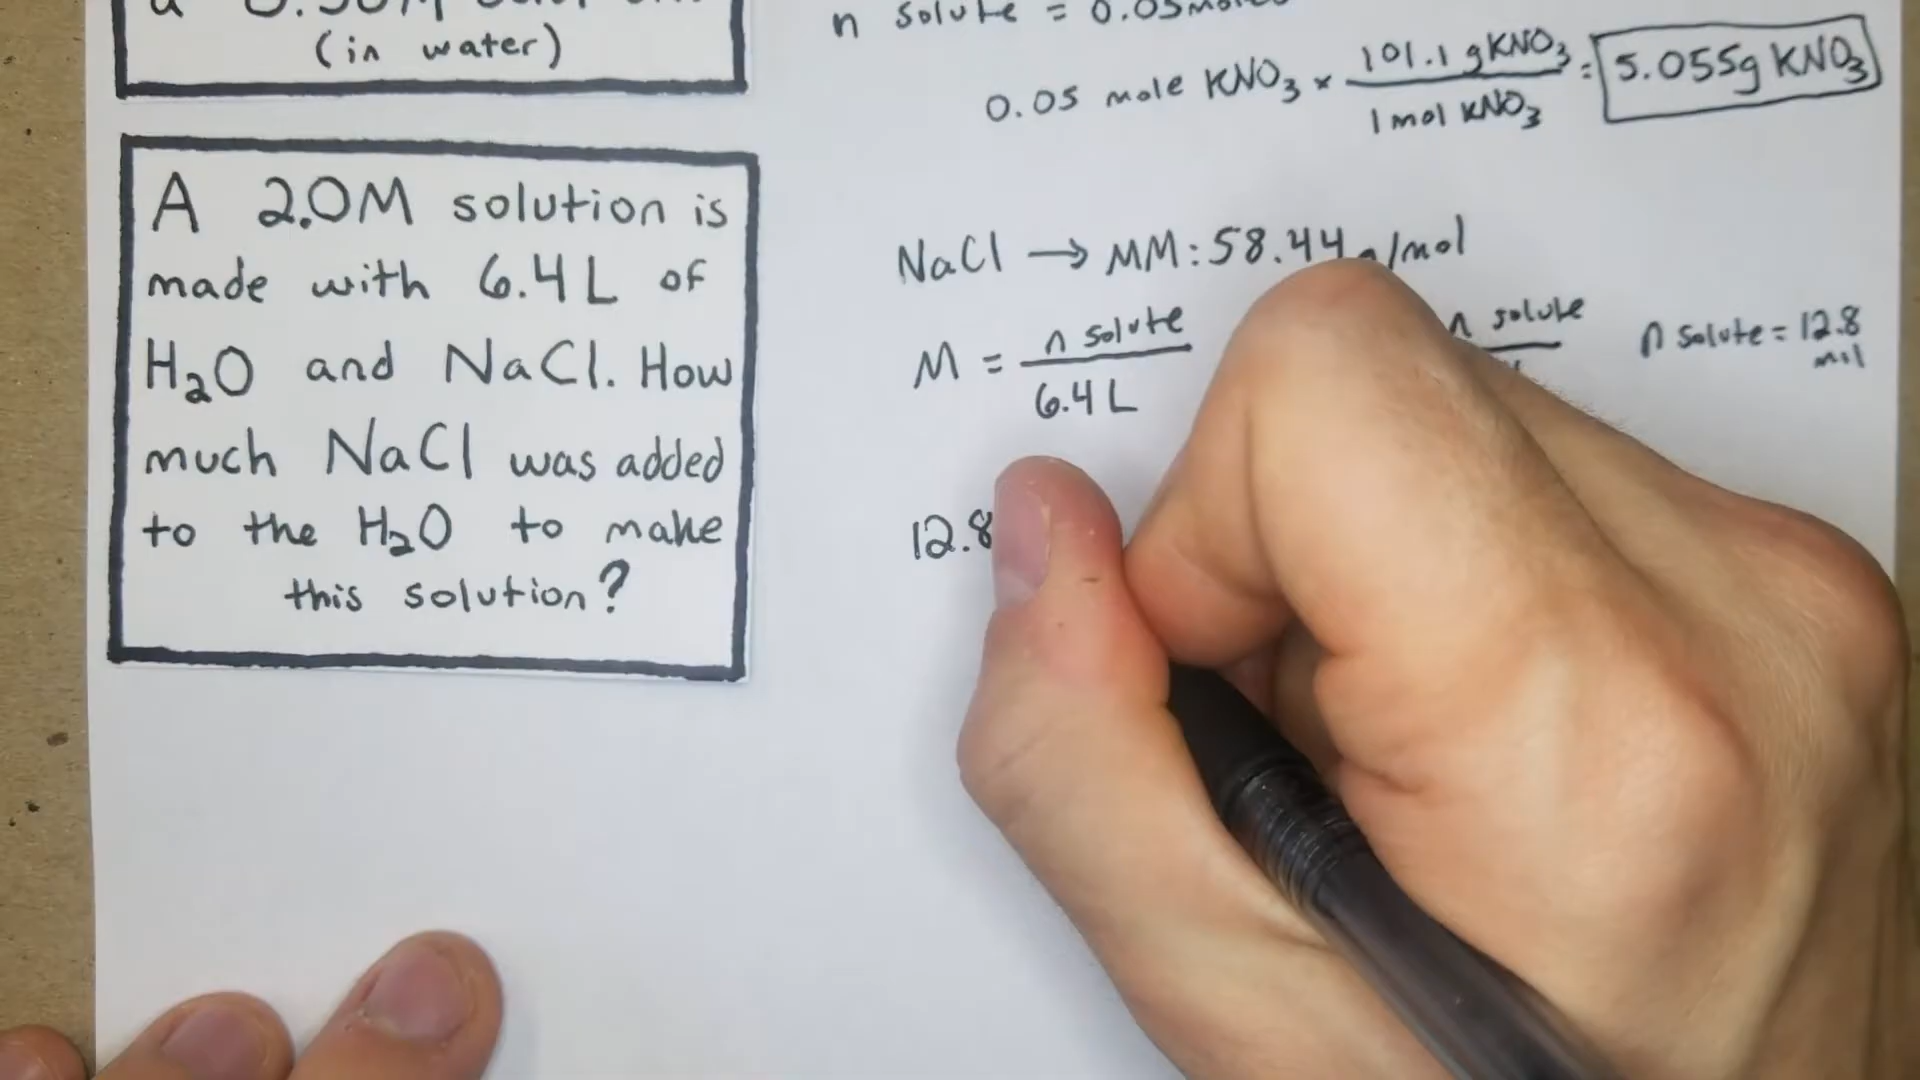 (in water)
n solute = 0.05
0.05 mole KNO₃ × 101.1 g KNO₃ / 1 mol KNO₃ = 5.055g KNO₃
A 2.0M solution is
made with 6.4L of
H₂O and NaCl. How
much NaCl was added
to the H₂O to make
this solution?
NaCl → MM: 58.44 g/mol
M = n solute / 6.4 L
n solute
n solute = 12.8
mol
12.8